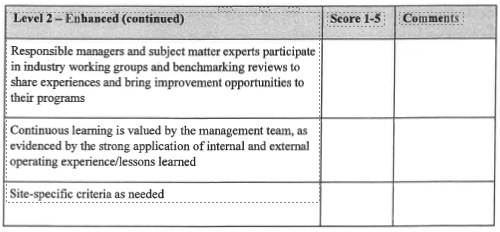 Level 2 – Enhanced (continued) Score 1-5 Comments
Responsible managers and subject matter experts participate
in industry working groups and benchmarking reviews to
share experiences and bring improvement opportunities to
their programs
Continuous learning is valued by the management team, as
evidenced by the strong application of internal and external
operating experience/lessons learned
Site-specific criteria as needed